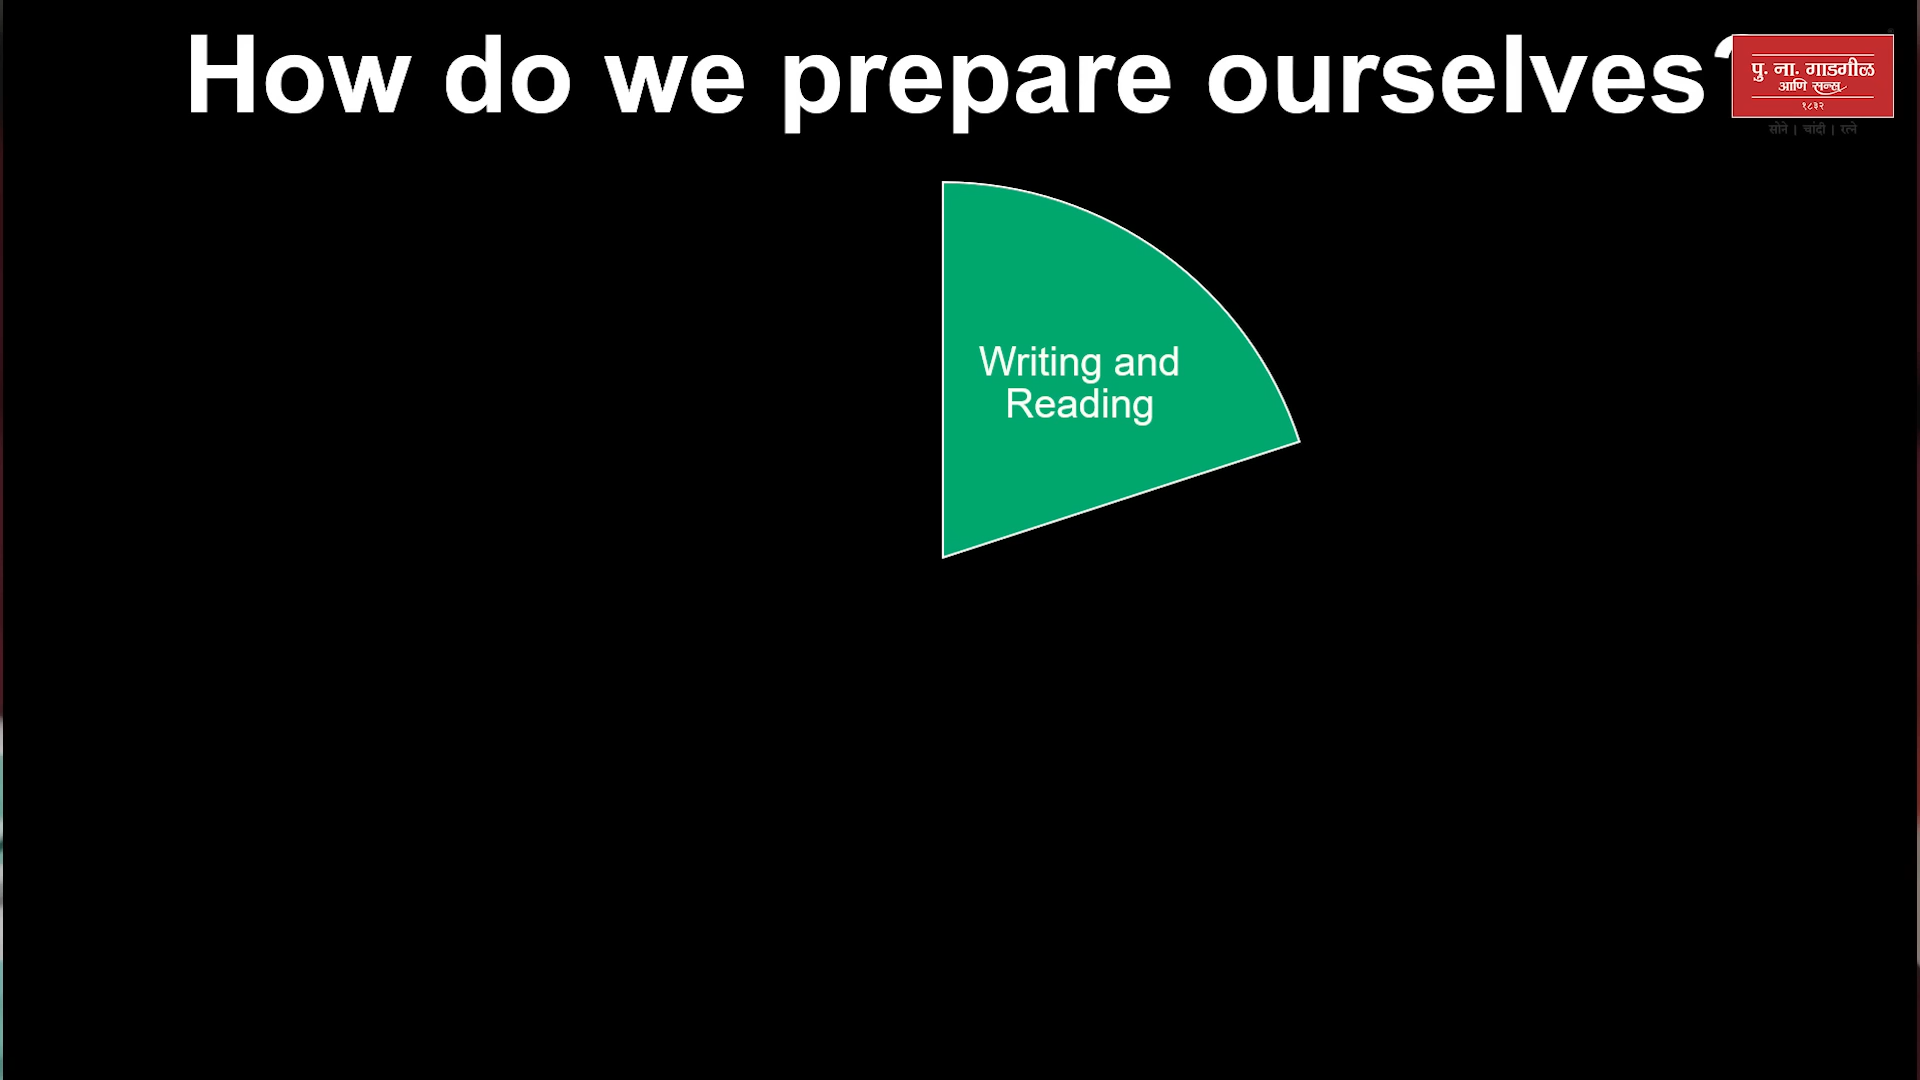 How do we prepare ourselves?
पु. ना. गाडगीळ
आणि सन्स
१८३२
सोने | चांदी | रत्ने
Writing and
Reading